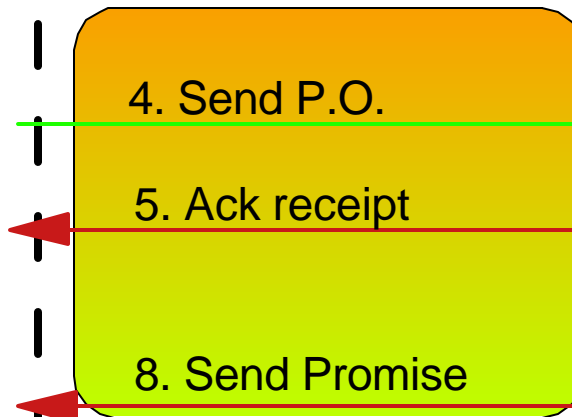 4. Send P.O.
5. Ack receipt
8. Send Promise